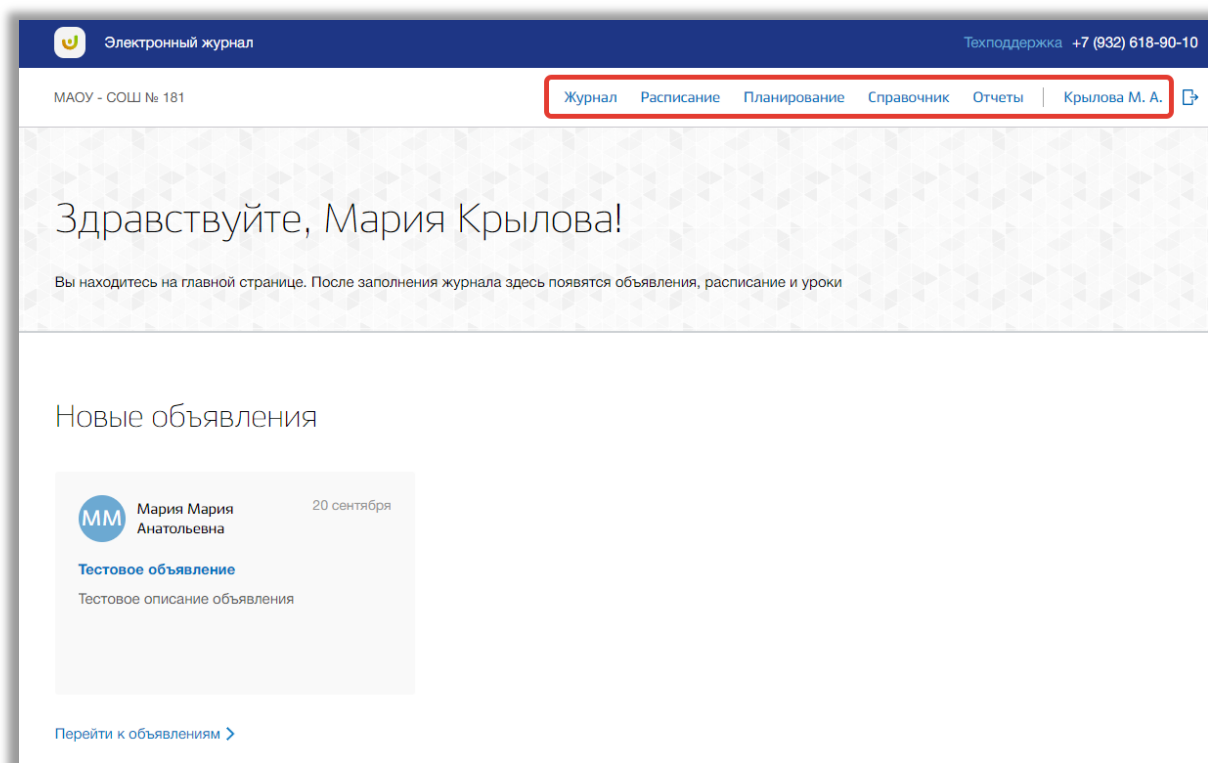 Электронный журнал
Техподдержка +7 (932) 618-90-10
МАОУ - СОШ № 181
Журнал Расписание Планирование Справочник Отчеты Крылова М. А.
Здравствуйте, Мария Крылова!
Вы находитесь на главной странице. После заполнения журнала здесь появятся объявления, расписание и уроки
Новые объявления
ММ
Мария Мария
Анатольевна
20 сентября
Тестовое объявление
Тестовое описание объявления
Перейти к объявлениям